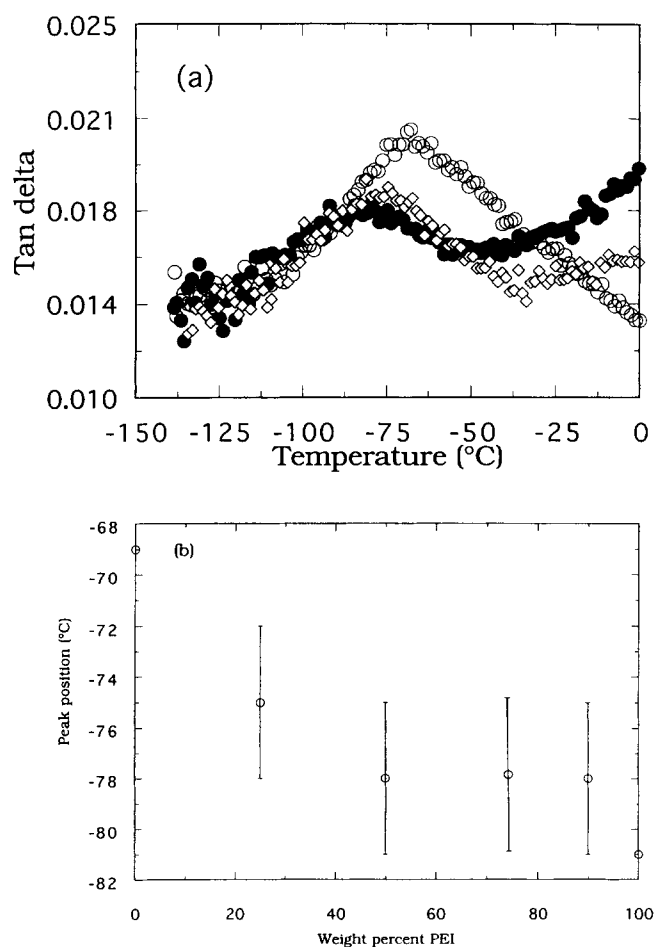 0.025
(a)
0.021
0.018
0.014
0.010
Tan delta
-150 -125 -100 -75 -50 -25 0
Temperature (°C)
-68
(b)
-70
-72
-74
-76
-78
-80
-82
Peak position (°C)
0 20 40 60 80 100
Weight percent PEI